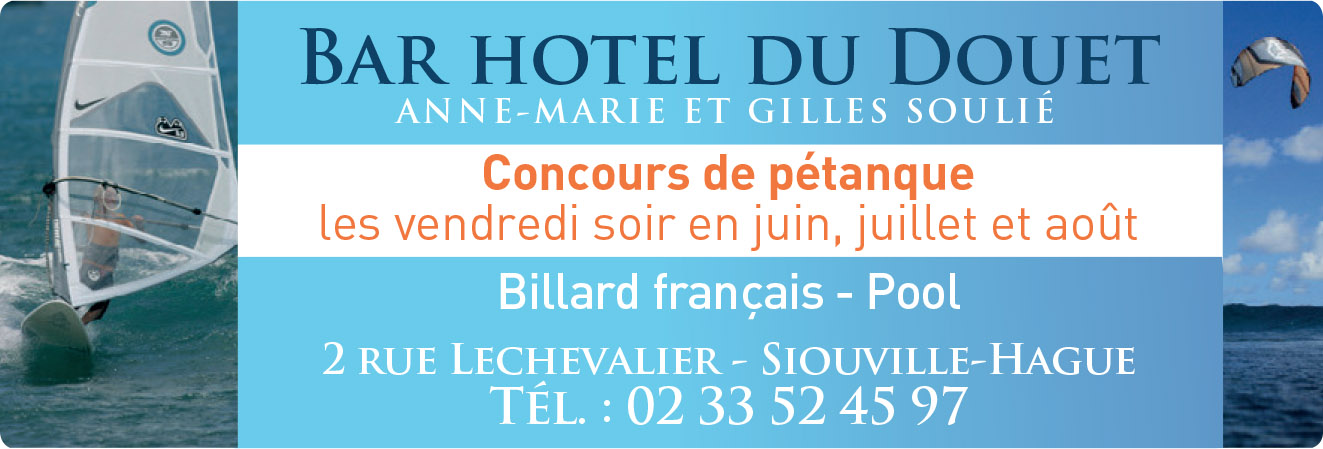 BAR HOTEL DU DOUET
ANNE-MARIE ET GILLES SOULIÉ
Concours de pétanque
les vendredi soir en juin, juillet et août
Billard français - Pool
2 RUE LECHEVALIER - SIOUVILLE-HAGUE
TÉL. : 02 33 52 45 97